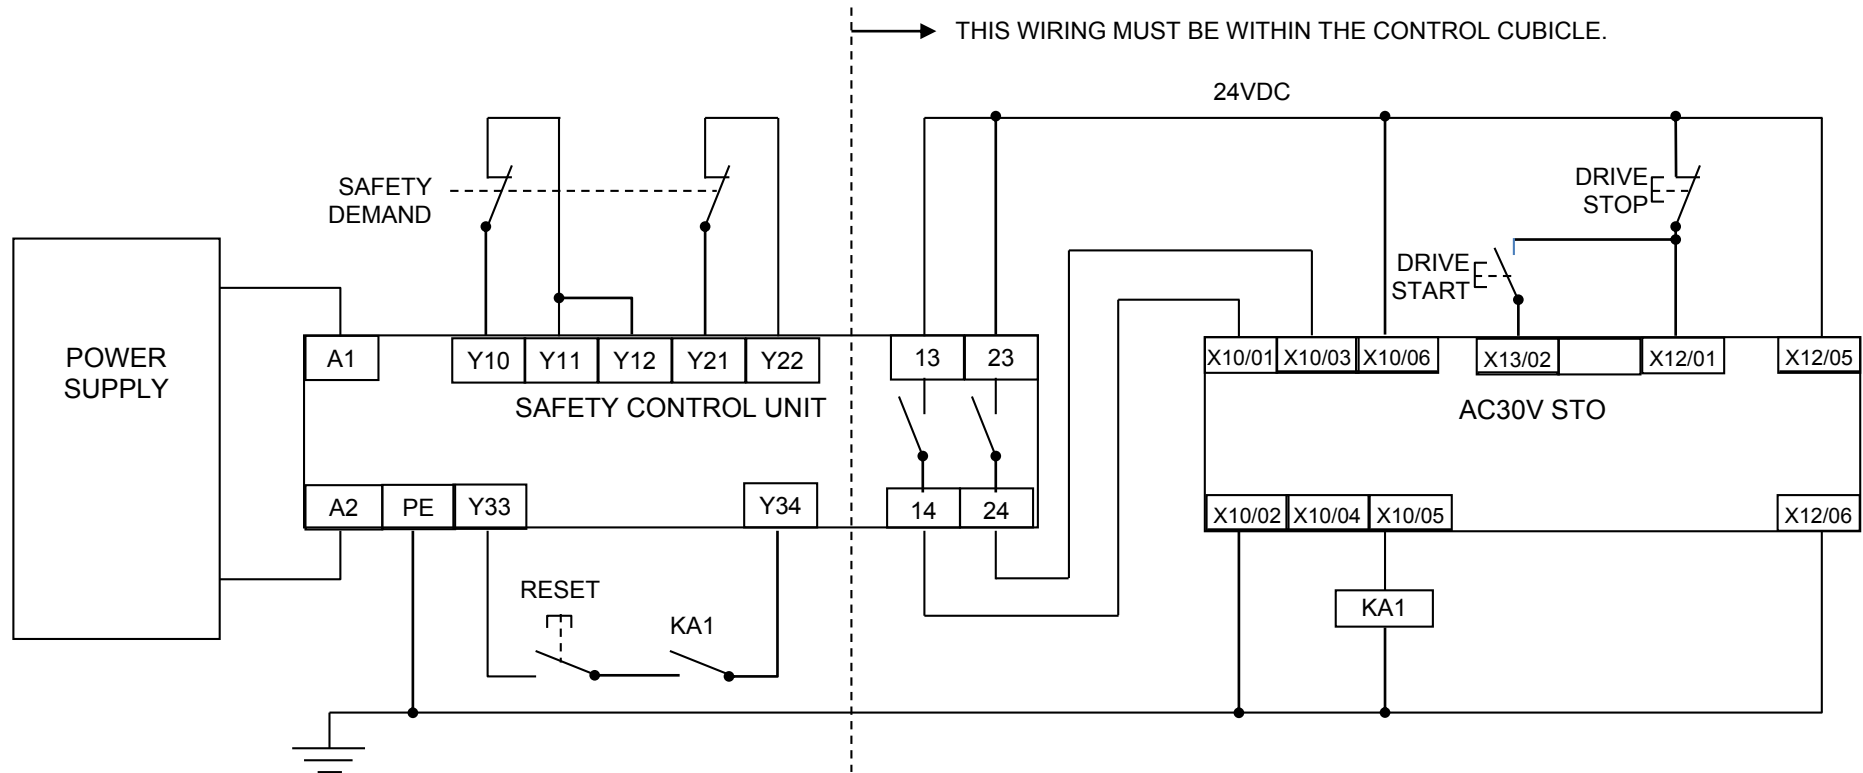 THIS WIRING MUST BE WITHIN THE CONTROL CUBICLE.
24VDC
SAFETY
DEMAND
DRIVE
STOP
DRIVE
START
POWER
SUPPLY
A1
Y10
Y11
Y12
Y21
Y22
13
23
X10/01
X10/03
X10/06
X13/02
X12/01
X12/05
SAFETY CONTROL UNIT
AC30V STO
A2
PE
Y33
Y34
14
24
X10/02
X10/04
X10/05
X12/06
RESET
KA1
KA1